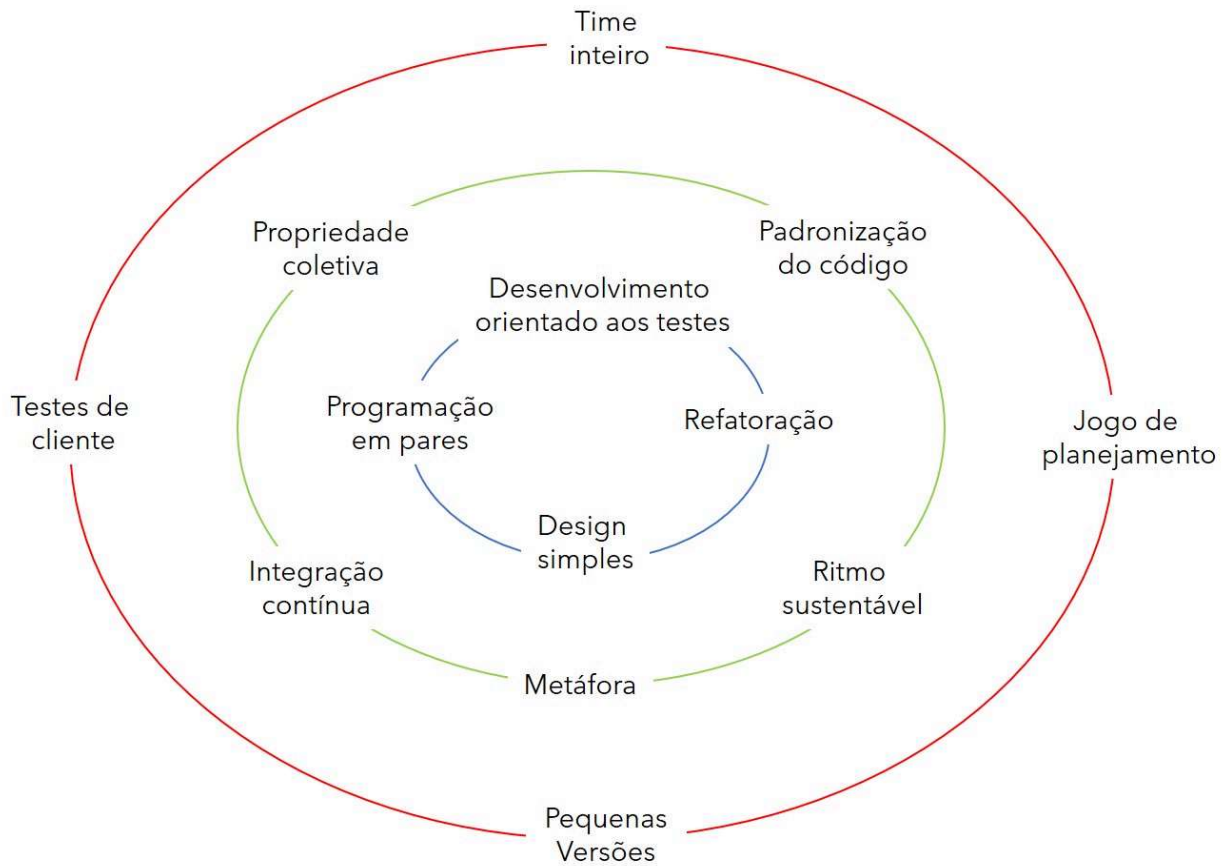 Time
inteiro
Propriedade
coletiva
Padronização
do código
Desenvolvimento
orientado aos testes
Testes de
cliente
Programação
em pares
Refatoração
Jogo de
planejamento
Design
simples
Integração
contínua
Ritmo
sustentável
Metáfora
Pequenas
Versões